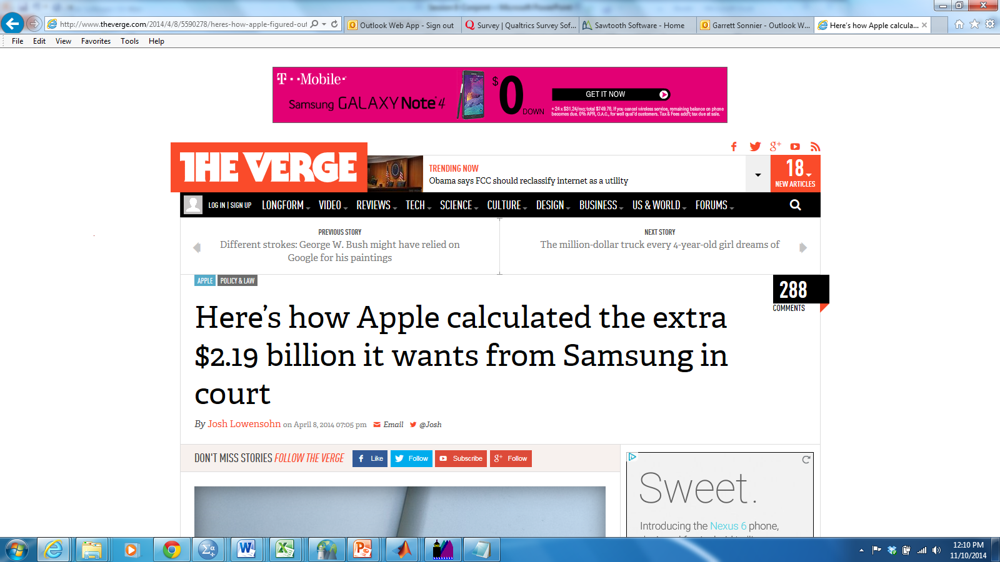 http://www.theverge.com/2014/4/8/5590278/heres-how-apple-figured-out
Outlook Web App - Sign out
Survey | Qualtrics Survey Sof...
Sawtooth Software - Home
Garrett Sonnier - Outlook W...
Here's how Apple calcula...
File Edit View Favorites Tools Help
T··Mobile·
Samsung GALAXY Note 4
$0 DOWN
GET IT NOW
+ 24 x $31.24/mo; total $749.76. If you cancel wireless service, remaining balance on phone
becomes due. 0% APR, O.A.C., for well qual'd customers. Tax & Fees add'l; tax due at sale.
THE VERGE
TRENDING NOW
Obama says FCC should reclassify internet as a utility
18
NEW ARTICLES
LOG IN | SIGN UP LONGFORM VIDEO REVIEWS TECH SCIENCE CULTURE DESIGN BUSINESS US & WORLD FORUMS
PREVIOUS STORY
Different strokes: George W. Bush might have relied on
Google for his paintings
NEXT STORY
The million-dollar truck every 4-year-old girl dreams of
APPLE POLICY & LAW
288
COMMENTS
Here's how Apple calculated the extra
$2.19 billion it wants from Samsung in
court
By Josh Lowensohn on April 8, 2014 07:05 pm Email @Josh
DON'T MISS STORIES FOLLOW THE VERGE
Like
Follow
Subscribe
g+ Follow
Sweet.
Introducing the Nexus 6 phone,
12:10 PM
11/10/2014